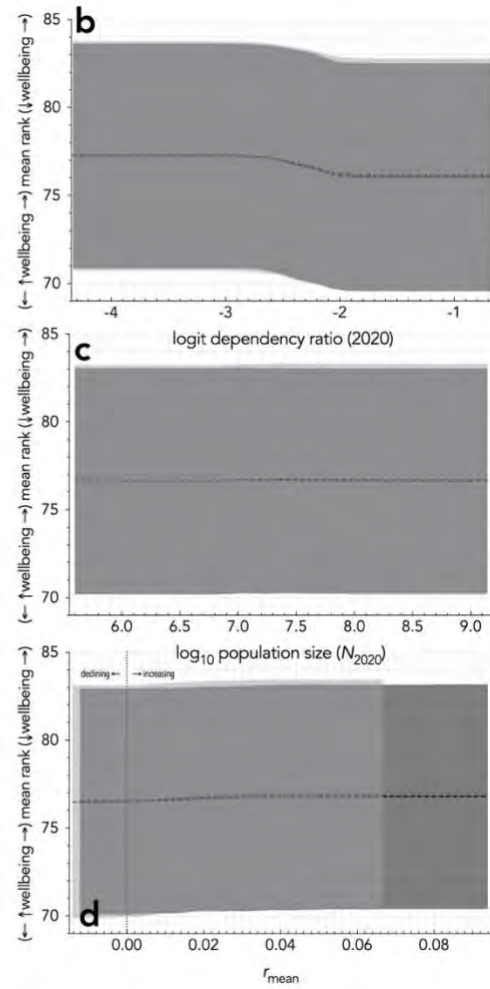 b
85
80
75
70
(← ↑wellbeing →) mean rank (↓wellbeing →)
-4 -3 -2 -1
logit dependency ratio (2020)
c
85
80
75
70
(← ↑wellbeing →) mean rank (↓wellbeing →)
6.0 6.5 7.0 7.5 8.0 8.5 9.0
log10 population size (N2020)
declining ← → increasing
85
80
75
70
(← ↑wellbeing →) mean rank (↓wellbeing →)
d
0.00 0.02 0.04 0.06 0.08
rmean